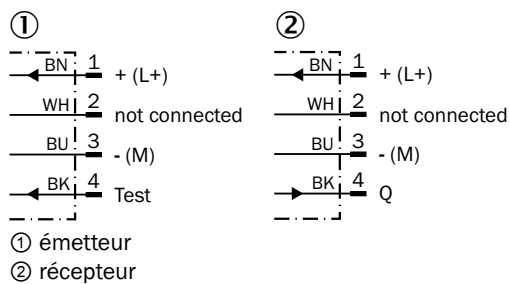 ① ②
BN 1 + (L+) BN 1 + (L+)
WH 2 not connected WH 2 not connected
BU 3 - (M) BU 3 - (M)
BK 4 Test BK 4 Q
① émetteur
② récepteur